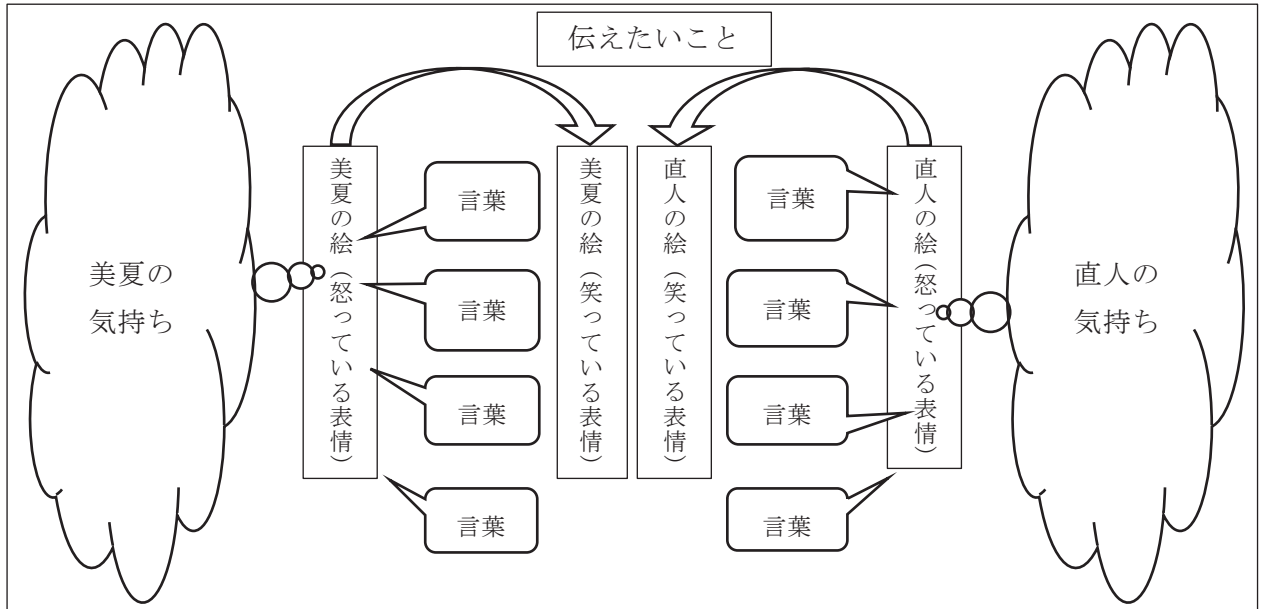 伝えたいこと
美夏の
気持ち
美夏の絵（怒っている表情）
言葉
言葉
言葉
言葉
美夏の絵（笑っている表情）
直人の絵（笑っている表情）
言葉
言葉
言葉
言葉
直人の絵（怒っている表情）
直人の
気持ち